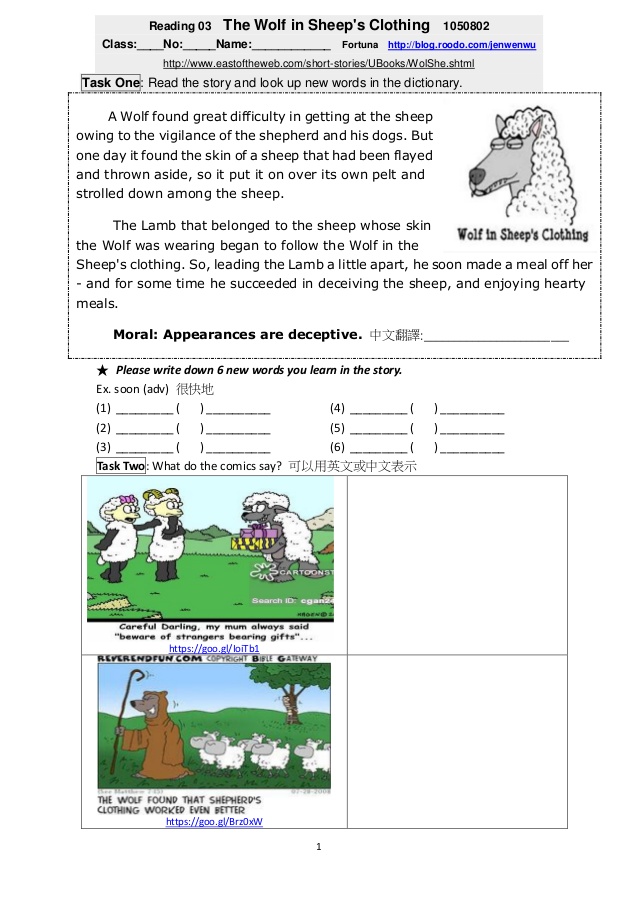 Reading 03 The Wolf in Sheep's Clothing 1050802
Class:____No:_____Name:____________ Fortuna http://blog.roodo.com/jenwenwu
http://www.eastoftheweb.com/short-stories/UBooks/WolShe.shtml
Task One: Read the story and look up new words in the dictionary.
A Wolf found great difficulty in getting at the sheep
owing to the vigilance of the shepherd and his dogs. But
one day it found the skin of a sheep that had been flayed
and thrown aside, so it put it on over its own pelt and
strolled down among the sheep.
Wolf in Sheep's Clothing
The Lamb that belonged to the sheep whose skin
the Wolf was wearing began to follow the Wolf in the
Sheep's clothing. So, leading the Lamb a little apart, he soon made a meal off her
- and for some time he succeeded in deceiving the sheep, and enjoying hearty
meals.
Moral: Appearances are deceptive. 中文翻譯:______________________
★ Please write down 6 new words you learn in the story.
Ex. soon (adv) 很快地
(1) _________ ( ) __________ (4) _________ ( ) __________
(2) _________ ( ) __________ (5) _________ ( ) __________
(3) _________ ( ) __________ (6) _________ ( ) __________
Task Two: What do the comics say? 可以用英文或中文表示
CARTOONST
Search ID: cgan2
Careful Darling, my mum always said
"beware of strangers bearing gifts"...
https://goo.gl/IoiTb1
REVERENDFUN.COM COPYRIGHT BIBLE GATEWAY
07-28-2008
THE WOLF FOUND THAT SHEPHERD'S
CLOTHING WORKED EVEN BETTER
https://goo.gl/Brz0xW
1